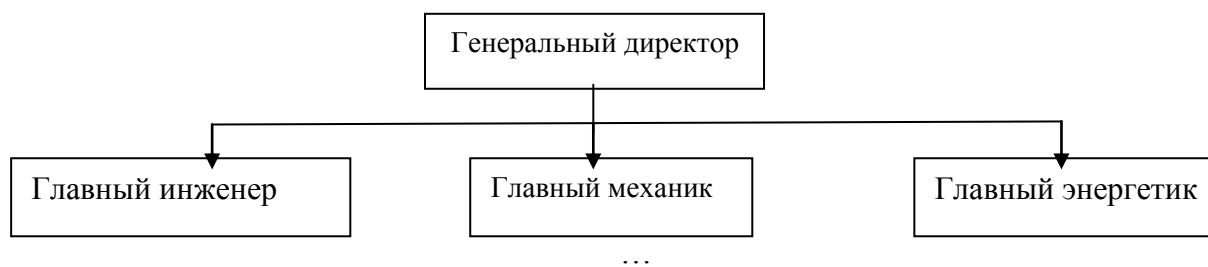 Генеральный директор
Главный инженер
Главный механик
Главный энергетик
…